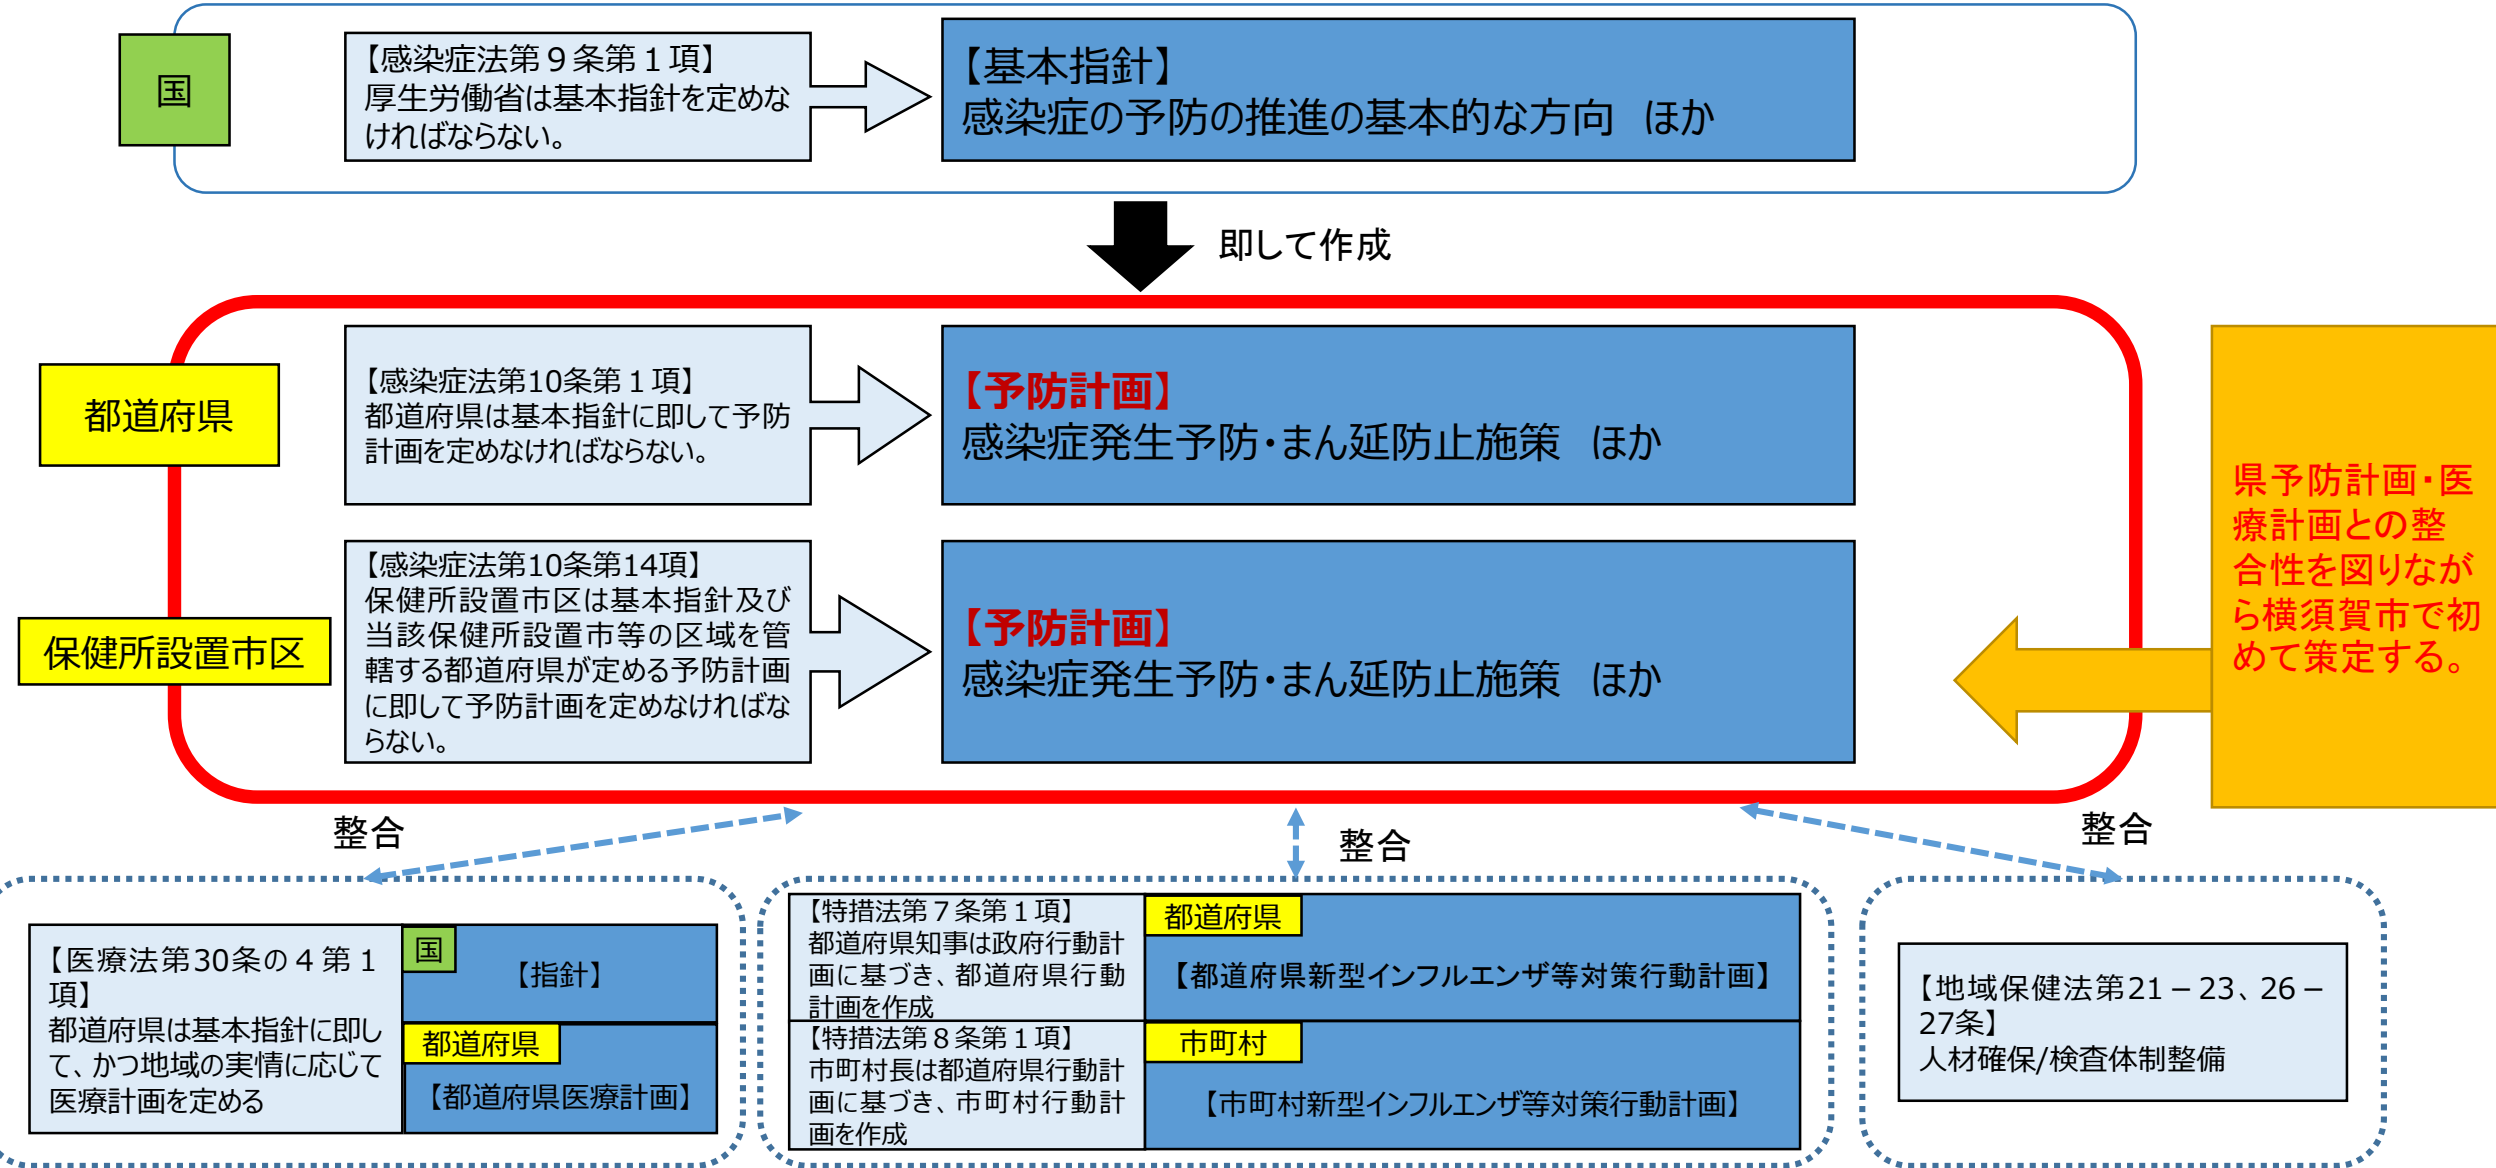 国
【感染症法第９条第１項】
厚生労働省は基本指針を定めな
ければならない。
【基本指針】
感染症の予防の推進の基本的な方向　ほか
即して作成
都道府県
【感染症法第10条第１項】
都道府県は基本指針に即して予防
計画を定めなければならない。
【予防計画】
感染症発生予防・まん延防止施策　ほか
保健所設置市区
【感染症法第10条第14項】
保健所設置市区は基本指針及び
当該保健所設置市等の区域を管
轄する都道府県が定める予防計画
に即して予防計画を定めなければな
らない。
【予防計画】
感染症発生予防・まん延防止施策　ほか
県予防計画・医
療計画との整
合性を図りなが
ら横須賀市で初
めて策定する。
整合
整合
整合
【医療法第30条の４第１
項】
都道府県は基本指針に即し
て、かつ地域の実情に応じて
医療計画を定める
国
【指針】
都道府県
【都道府県医療計画】
【特措法第７条第１項】
都道府県知事は政府行動計
画に基づき、都道府県行動
計画を作成
都道府県
【都道府県新型インフルエンザ等対策行動計画】
【特措法第８条第１項】
市町村長は都道府県行動計
画に基づき、市町村行動計
画を作成
市町村
【市町村新型インフルエンザ等対策行動計画】
【地域保健法第21－23、26－
27条】
人材確保/検査体制整備